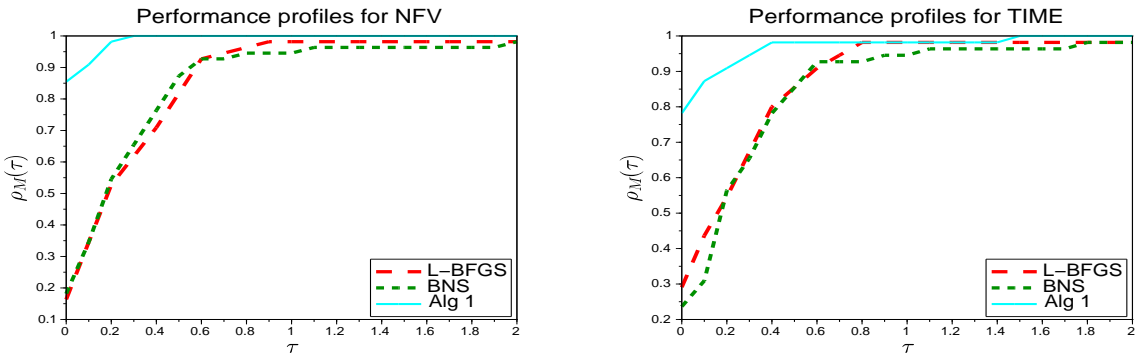 Performance profiles for NFV
1
0.9
0.8
0.7
0.6
0.5
0.4
0.3
0.2
0.1
ρ_M(τ)
0 0.2 0.4 0.6 0.8 1 1.2 1.4 1.6 1.8 2
τ
L−BFGS
BNS
Alg 1
Performance profiles for TIME
1
0.9
0.8
0.7
0.6
0.5
0.4
0.3
0.2
ρ_M(τ)
0 0.2 0.4 0.6 0.8 1 1.2 1.4 1.6 1.8 2
τ
L−BFGS
BNS
Alg 1